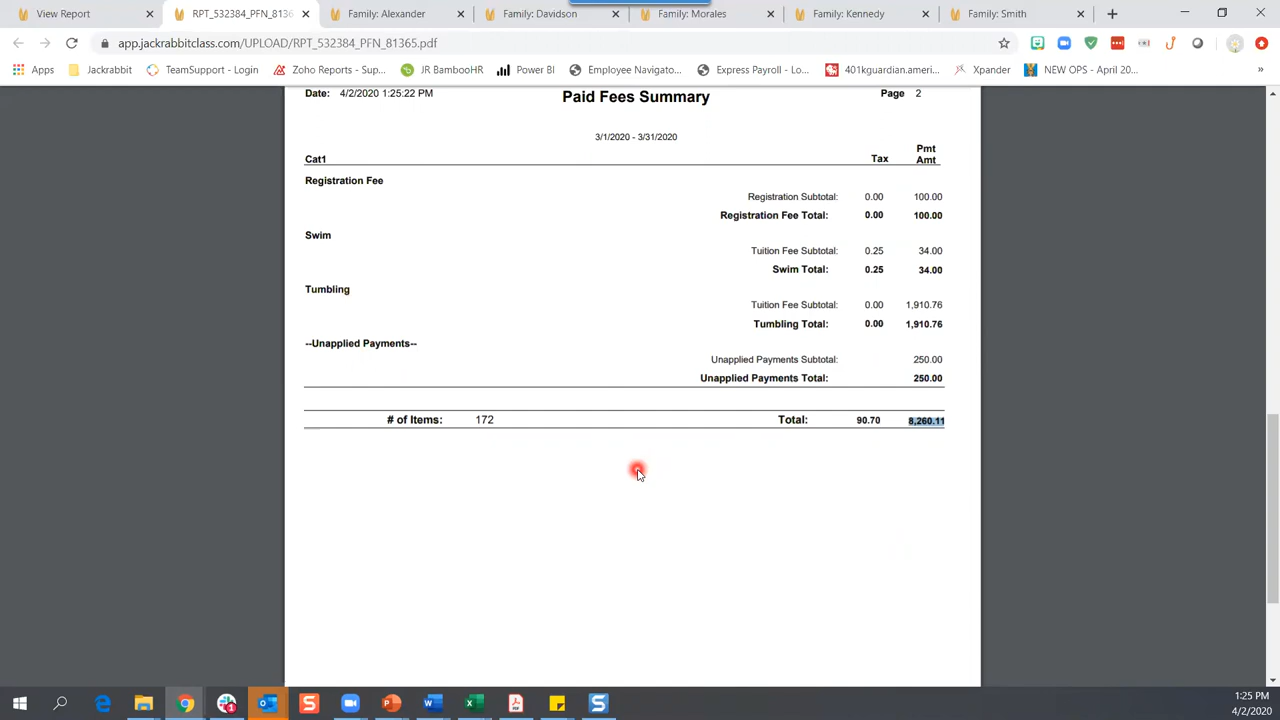 View Report
RPT_532384_PFN_8136
Family: Alexander
Family: Davidson
Family: Morales
Family: Kennedy
Family: Smith
app.jackrabbitclass.com/UPLOAD/RPT_532384_PFN_81365.pdf
Apps
Jackrabbit
TeamSupport - Login
Zoho Reports - Sup...
JR BambooHR
Power BI
Employee Navigato...
Express Payroll - Lo...
401kguardian.ameri...
Xpander
NEW OPS - April 20...
»
Date: 4/2/2020 1:25:22 PM
Paid Fees Summary
Page 2
3/1/2020 - 3/31/2020
Cat1 Tax Pmt Amt
Registration Fee
Registration Subtotal: 0.00 100.00
Registration Fee Total: 0.00 100.00
Swim
Tuition Fee Subtotal: 0.25 34.00
Swim Total: 0.25 34.00
Tumbling
Tuition Fee Subtotal: 0.00 1,910.76
Tumbling Total: 0.00 1,910.76
--Unapplied Payments--
Unapplied Payments Subtotal: 250.00
Unapplied Payments Total: 250.00
# of Items: 172 Total: 90.70 8,260.11
1:25 PM
4/2/2020